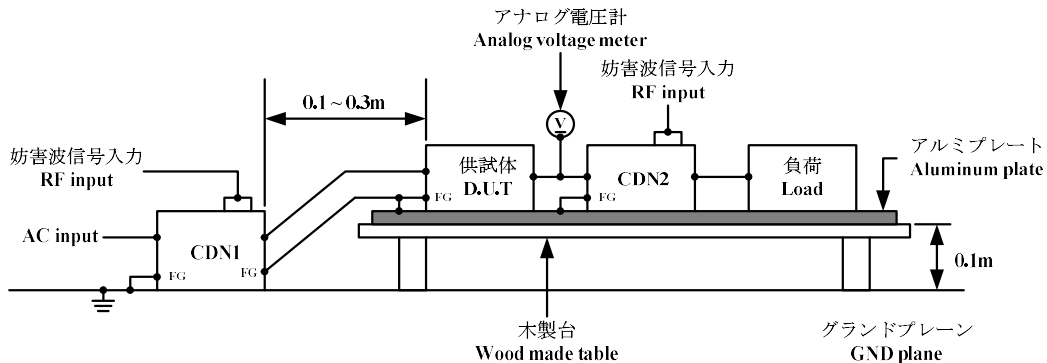 アナログ電圧計
Analog voltage meter
妨害波信号入力
RF input
0.1 ~ 0.3m
V
アルミプレート
Aluminum plate
妨害波信号入力
RF input
供試体
D.U.T
FG
CDN2
FG
負荷
Load
AC input
CDN1
FG
FG
0.1m
木製台
Wood made table
グランドプレーン
GND plane